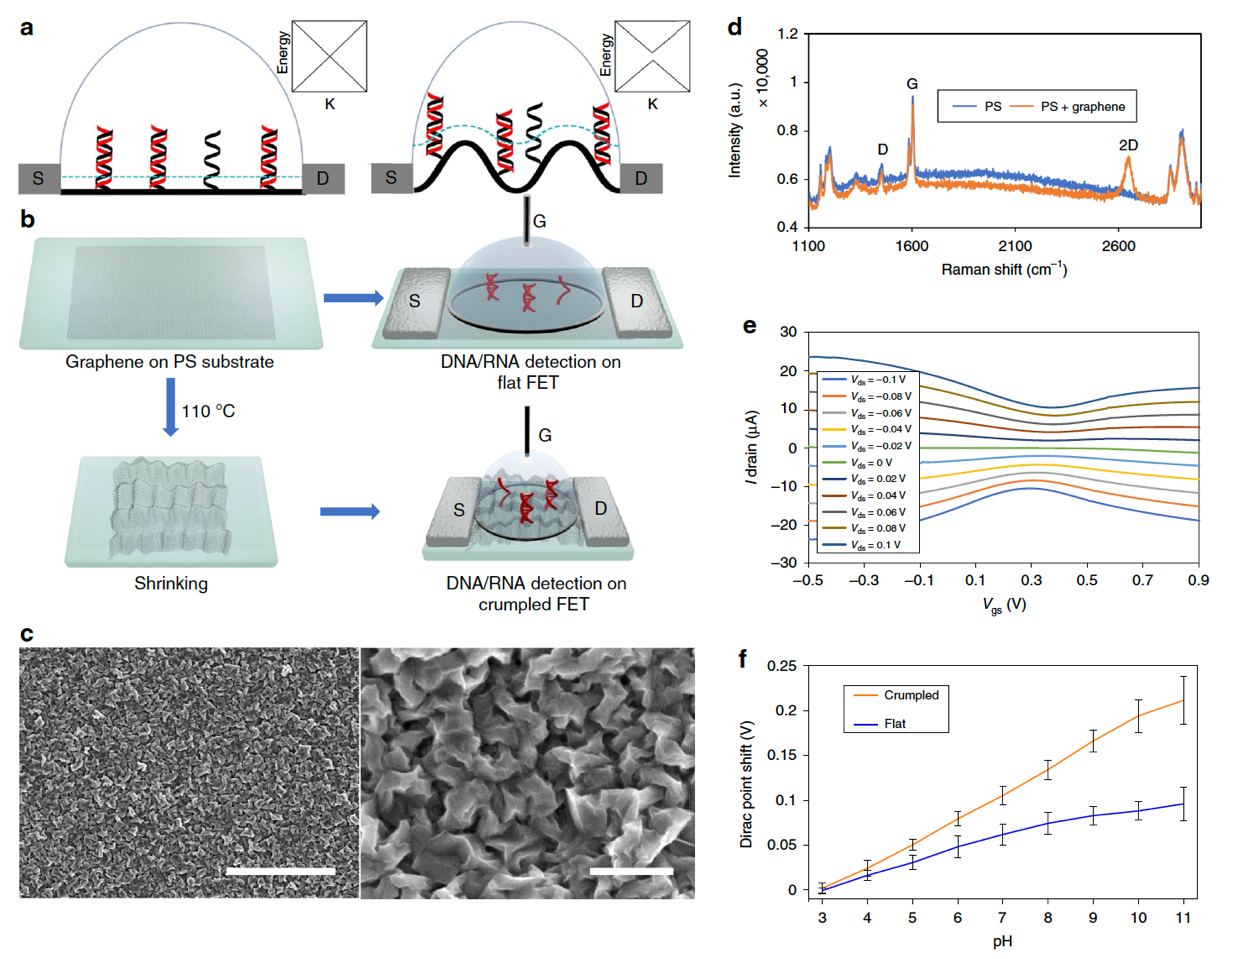 a
Energy
K
S
D
Energy
K
S
D
b
Graphene on PS substrate
G
S
D
DNA/RNA detection on
flat FET
110 °C
Shrinking
G
S
D
DNA/RNA detection on
crumpled FET
c
d
Intensity (a.u.)
× 10,000
1.2
1
0.8
0.6
0.4
G
D
2D
PS
PS + graphene
1100
1600
2100
2600
Raman shift (cm⁻¹)
e
I drain (µA)
30
20
10
0
−10
−20
−30
Vds = −0.1 V
Vds = −0.08 V
Vds = −0.06 V
Vds = −0.04 V
Vds = −0.02 V
Vds = 0 V
Vds = 0.02 V
Vds = 0.04 V
Vds = 0.06 V
Vds = 0.08 V
Vds = 0.1 V
−0.5
−0.3
−0.1
0.1
0.3
0.5
0.7
0.9
Vgs (V)
f
Dirac point shift (V)
0.25
0.2
0.15
0.1
0.05
0
Crumpled
Flat
3
4
5
6
7
8
9
10
11
pH